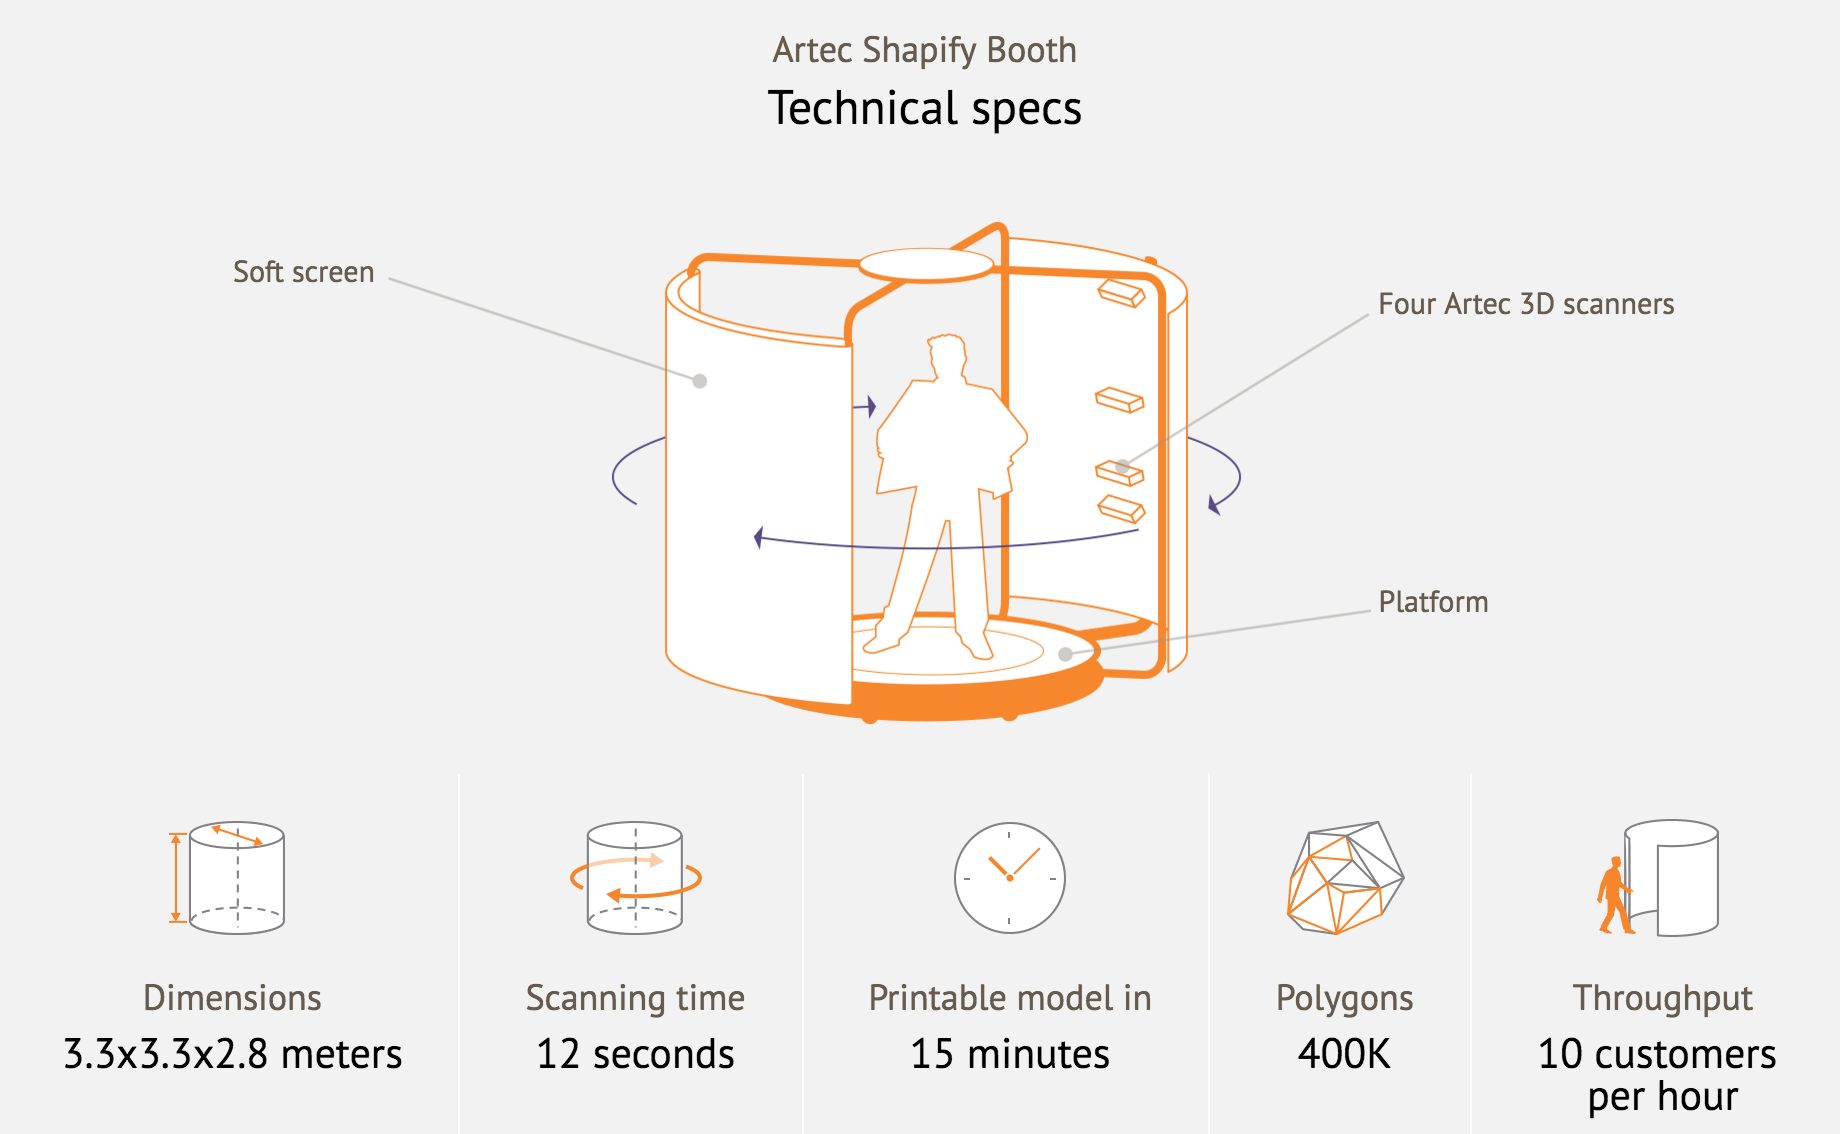 Artec Shapify Booth
Technical specs
Soft screen
Four Artec 3D scanners
Platform
Dimensions
3.3x3.3x2.8 meters
Scanning time
12 seconds
Printable model in
15 minutes
Polygons
400K
Throughput
10 customers
per hour